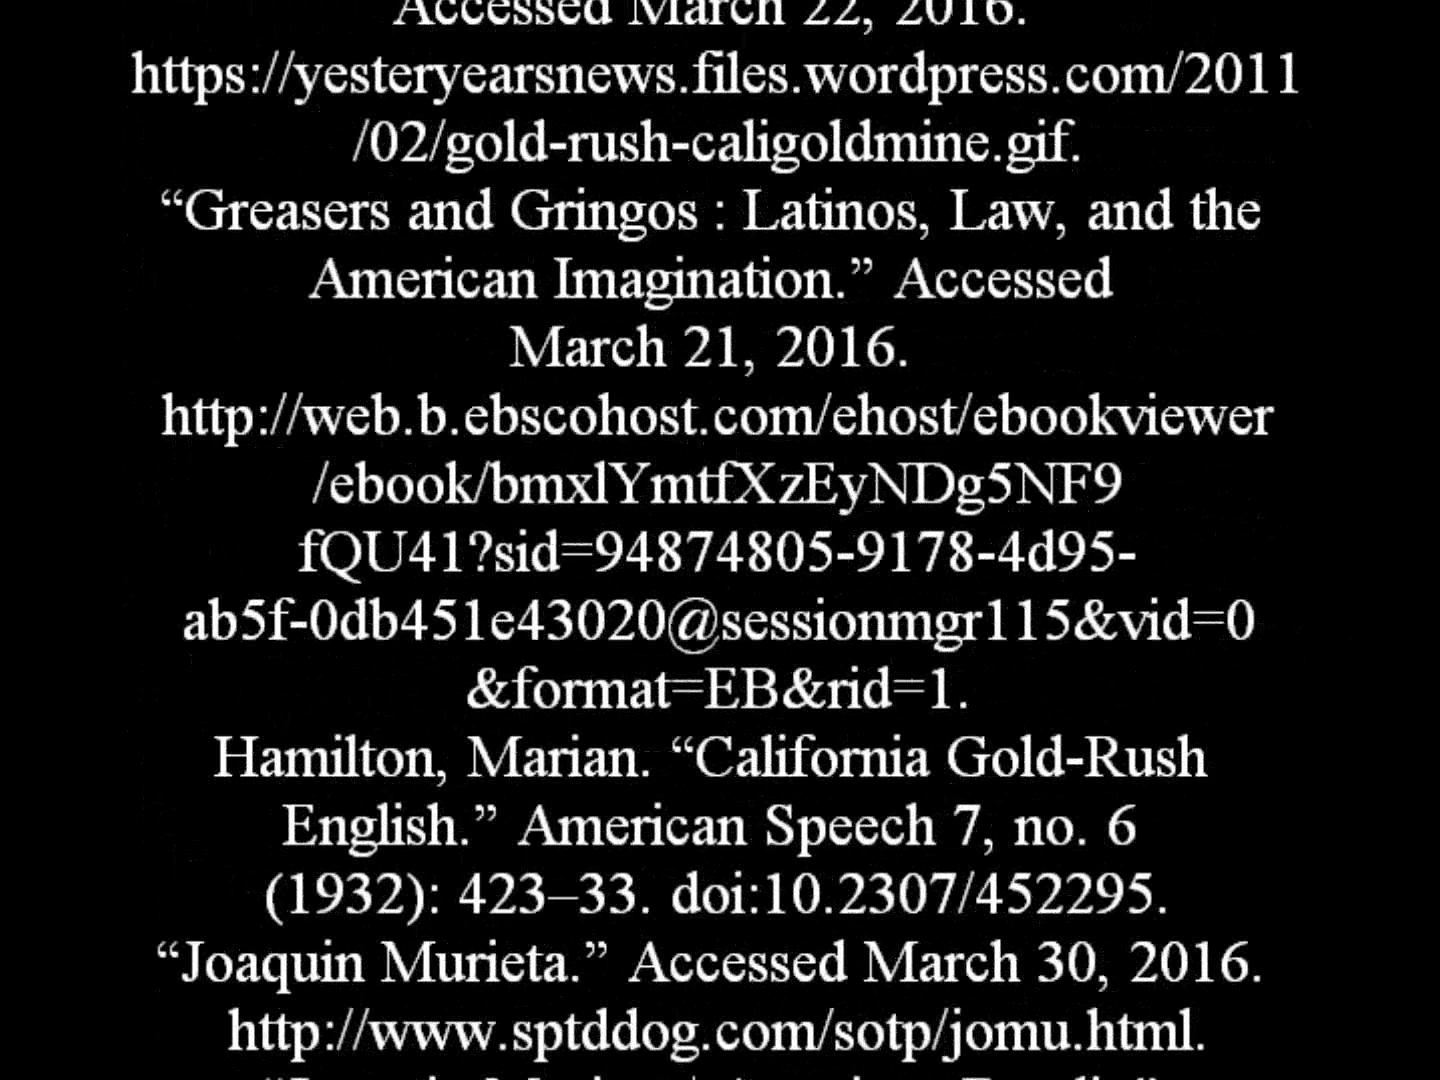 Accessed March 22, 2016.
https://yesteryearsnews.files.wordpress.com/2011
/02/gold-rush-caligoldmine.gif.
“Greasers and Gringos : Latinos, Law, and the
American Imagination.” Accessed
March 21, 2016.
http://web.b.ebscohost.com/ehost/ebookviewer
/ebook/bmxlYmtfXzEyNDg5NF9
fQU41?sid=94874805-9178-4d95-
ab5f-0db451e43020@sessionmgr115&vid=0
&format=EB&rid=1.
Hamilton, Marian. “California Gold-Rush
English.” American Speech 7, no. 6
(1932): 423–33. doi:10.2307/452295.
“Joaquin Murieta.” Accessed March 30, 2016.
http://www.sptddog.com/sotp/jomu.html.